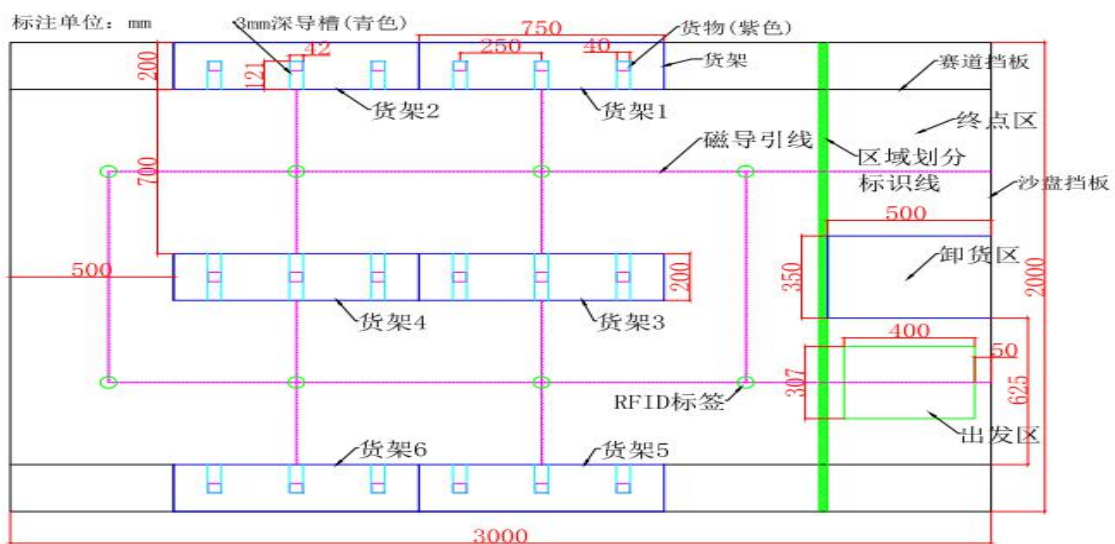 标注单位：mm
3mm深导槽(青色)
750
货物(紫色)
42
250
40
货架
200
121
赛道挡板
货架2
货架1
终点区
磁导引线
区域划分
标识线
700
沙盘挡板
500
500
卸货区
350
200
2000
货架4
货架3
400
50
307
625
RFID标签
出发区
货架6
货架5
3000